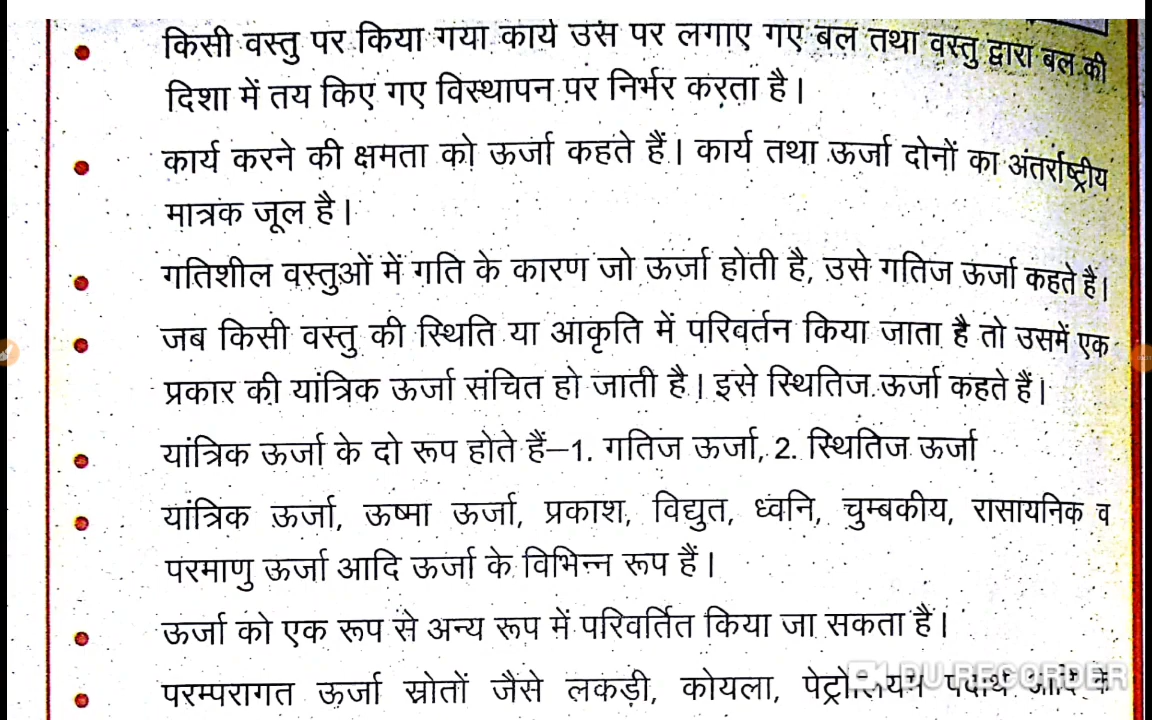 किसी वस्तु पर किया गया कार्य उस पर लगाए गए बल तथा वस्तु द्वारा बल की
दिशा में तय किए गए विस्थापन पर निर्भर करता है।
कार्य करने की क्षमता को ऊर्जा कहते हैं। कार्य तथा ऊर्जा दोनों का अंतर्राष्ट्रीय
मात्रक जूल है।
गतिशील वस्तुओं में गति के कारण जो ऊर्जा होती है, उसे गतिज ऊर्जा कहते हैं।
जब किसी वस्तु की स्थिति या आकृति में परिवर्तन किया जाता है तो उसमें एक
प्रकार की यांत्रिक ऊर्जा संचित हो जाती है। इसे स्थितिज ऊर्जा कहते हैं।
यांत्रिक ऊर्जा के दो रूप होते हैं—1. गतिज ऊर्जा, 2. स्थितिज ऊर्जा
यांत्रिक ऊर्जा, ऊष्मा ऊर्जा, प्रकाश, विद्युत, ध्वनि, चुम्बकीय, रासायनिक व
परमाणु ऊर्जा आदि ऊर्जा के विभिन्न रूप हैं।
ऊर्जा को एक रूप से अन्य रूप में परिवर्तित किया जा सकता है।
परम्परागत ऊर्जा स्रोतों जैसे लकड़ी, कोयला, पेट्रोलियम पदार्थ आदि के
DU RECORDER